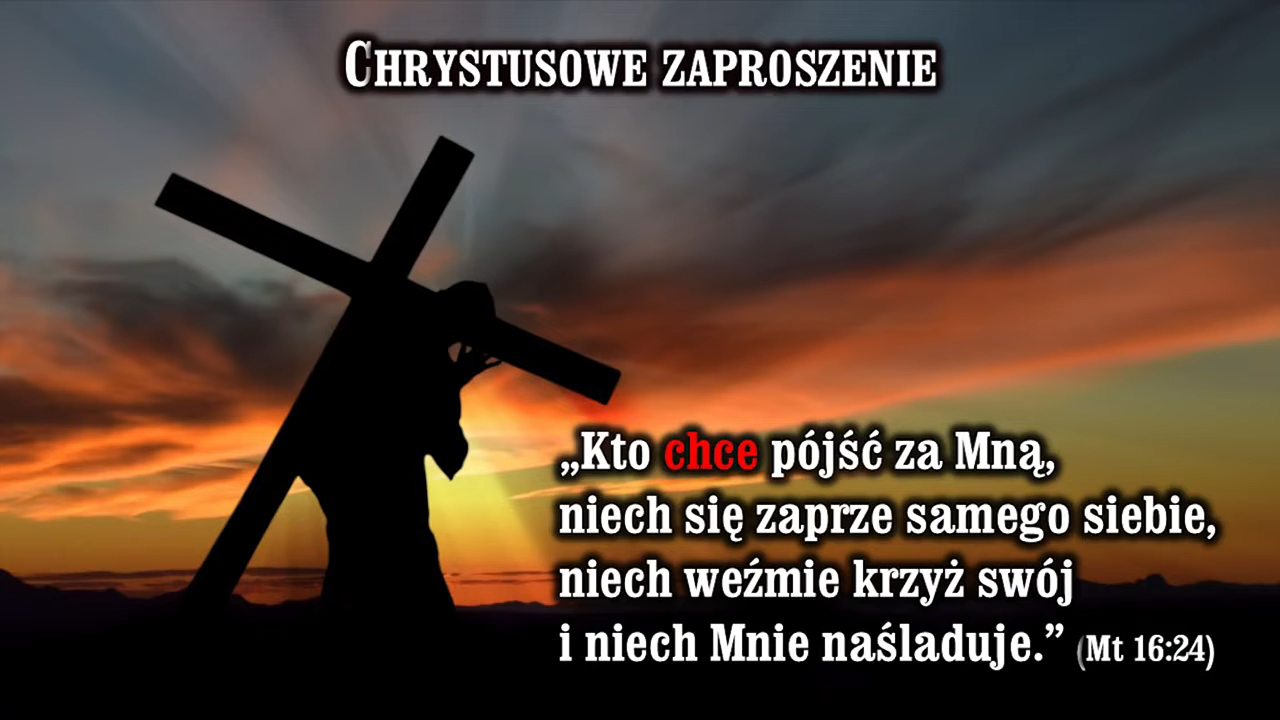 CHRYSTUSOWE ZAPROSZENIE
„Kto chce pójść za Mną,
niech się zaprze samego siebie,
niech weźmie krzyż swój
i niech Mnie naśladuje.” (Mt 16:24)